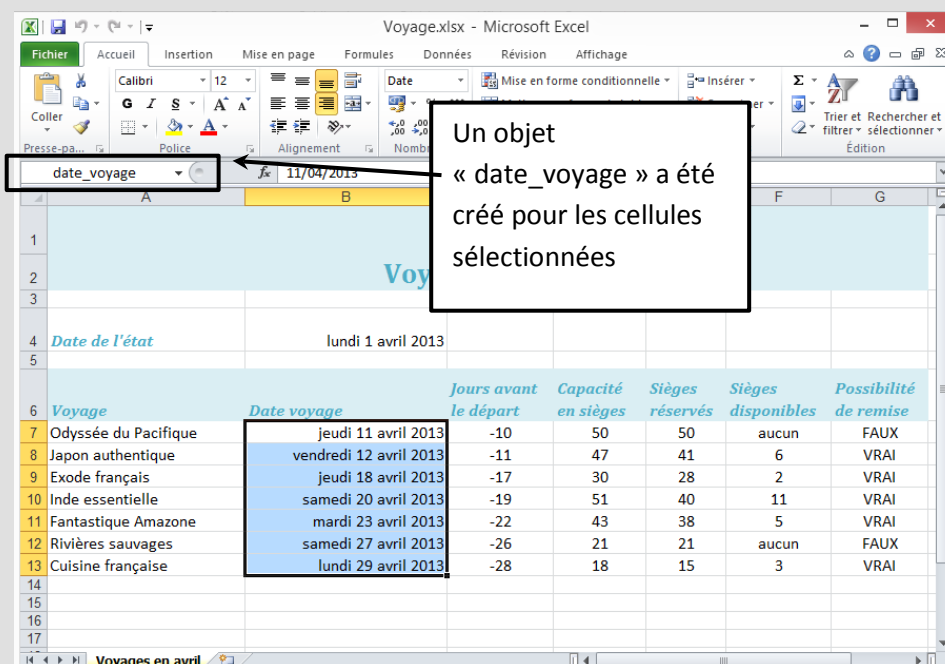 Voyage.xlsx - Microsoft Excel
Fichier Accueil Insertion Mise en page Formules Données Révision Affichage
Calibri 12 Date Mise en forme conditionnelle Insérer Σ
Coller G I S A A Trier et Rechercher et
filtrer sélectionner
Presse-pa... Police Alignement Nomb Édition
date_voyage fx 11/04/2013
Un objet
« date_voyage » a été
créé pour les cellules
sélectionnées
A B F G
1
2 Voy
3
4 Date de l'état lundi 1 avril 2013
5
Jours avant Capacité Sièges Sièges Possibilité
6 Voyage Date voyage le départ en sièges réservés disponibles de remise
7 Odyssée du Pacifique jeudi 11 avril 2013 -10 50 50 aucun FAUX
8 Japon authentique vendredi 12 avril 2013 -11 47 41 6 VRAI
9 Exode français jeudi 18 avril 2013 -17 30 28 2 VRAI
10 Inde essentielle samedi 20 avril 2013 -19 51 40 11 VRAI
11 Fantastique Amazone mardi 23 avril 2013 -22 43 38 5 VRAI
12 Rivières sauvages samedi 27 avril 2013 -26 21 21 aucun FAUX
13 Cuisine française lundi 29 avril 2013 -28 18 15 3 VRAI
14
15
16
17
Voyages en avril